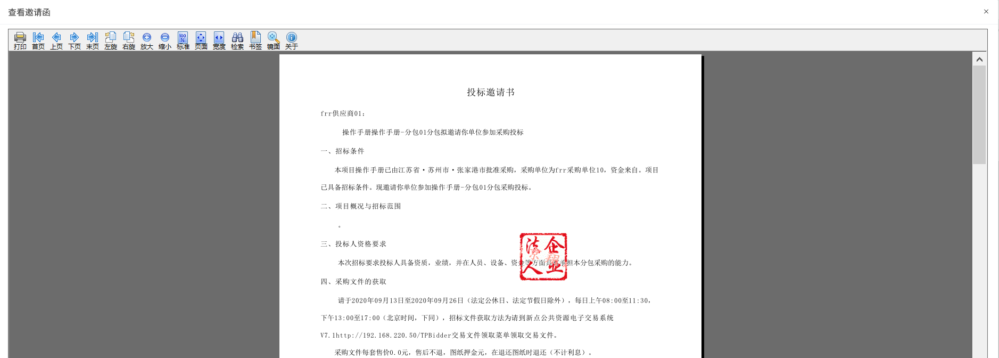 查看邀请函
×
打印 首页 上页 下页 末页 左旋 右旋 放大 缩小 标准 页面 宽度 检索 书签 镜面 关于
投标邀请书
frr供应商01:
操作手册操作手册-分包01分包拟邀请你单位参加采购投标
一、招标条件
本项目操作手册已由江苏省·苏州市·张家港市批准采购，采购单位为frr采购单位10，资金来自。项目
已具备招标条件。现邀请你单位参加操作手册-分包01分包采购投标。
二、项目概况与招标范围
。
三、投标人资格要求
企业法人
本次招标要求投标人具备资质，业绩，并在人员、设备、资金等方面具有承担本分包采购的能力。
四、采购文件的获取
请于2020年09月13日至2020年09月26日（法定公休日、法定节假日除外），每日上午08:00至11:30，
下午13:00至17:00（北京时间，下同），招标文件获取方法为请到新点公共资源电子交易系统
V7.1http://192.168.220.50/TPBidder交易文件领取菜单领取交易文件。
采购文件每套售价0.0元，售后不退，图纸押金元，在退还图纸时退还（不计利息）。